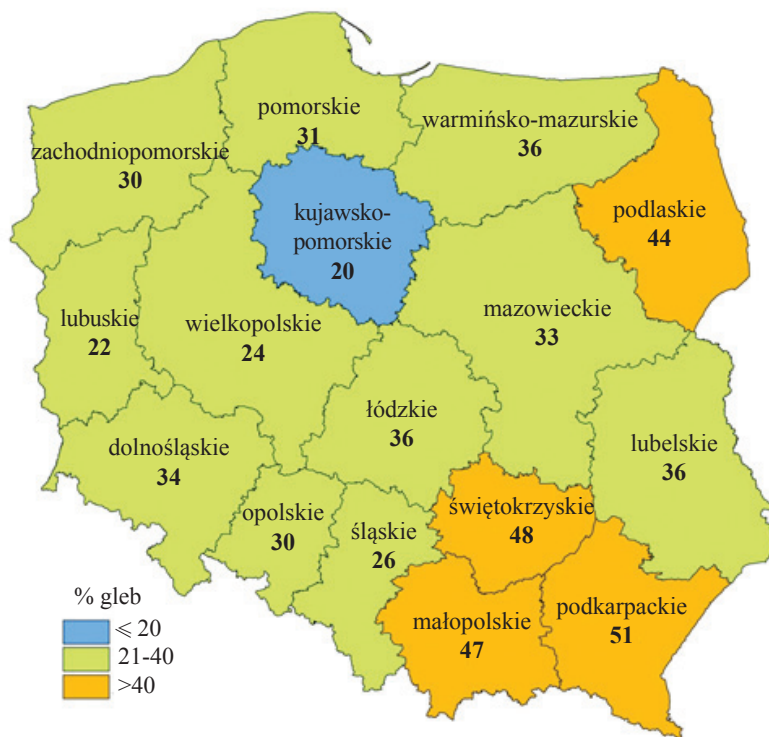 pomorskie
31
warmińsko-mazurskie
36
zachodniopomorskie
30
podlaskie
44
kujawsko-
pomorskie
20
lubuskie
22
wielkopolskie
24
mazowieckie
33
łódzkie
36
lubelskie
36
dolnośląskie
34
opolskie
30
śląskie
26
świętokrzyskie
48
małopolskie
47
podkarpackie
51
% gleb
⩽ 20
21-40
>40